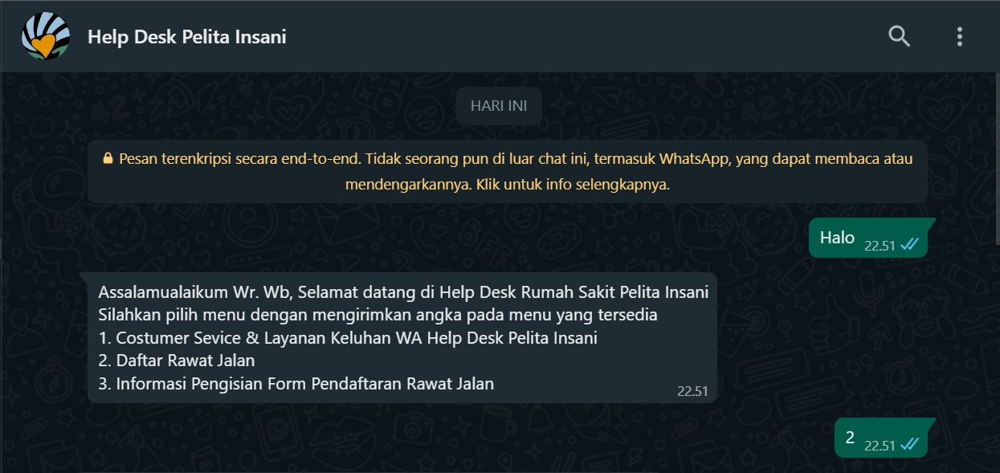 Help Desk Pelita Insani
HARI INI
Pesan terenkripsi secara end-to-end. Tidak seorang pun di luar chat ini, termasuk WhatsApp, yang dapat membaca atau
mendengarkannya. Klik untuk info selengkapnya.
Halo 22.51
Assalamualaikum Wr. Wb, Selamat datang di Help Desk Rumah Sakit Pelita Insani
Silahkan pilih menu dengan mengirimkan angka pada menu yang tersedia
1. Costumer Sevice & Layanan Keluhan WA Help Desk Pelita Insani
2. Daftar Rawat Jalan
3. Informasi Pengisian Form Pendaftaran Rawat Jalan
22.51
2 22.51